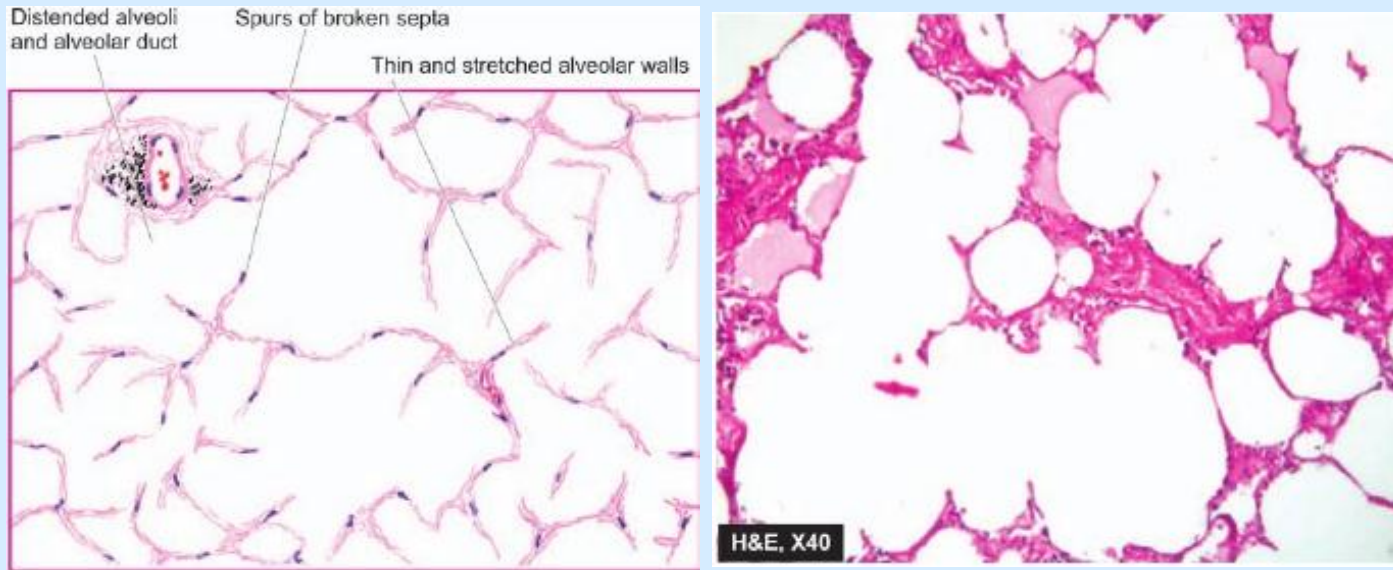 Distended alveoli
and alveolar duct
Spurs of broken septa
Thin and stretched alveolar walls
H&E, X40